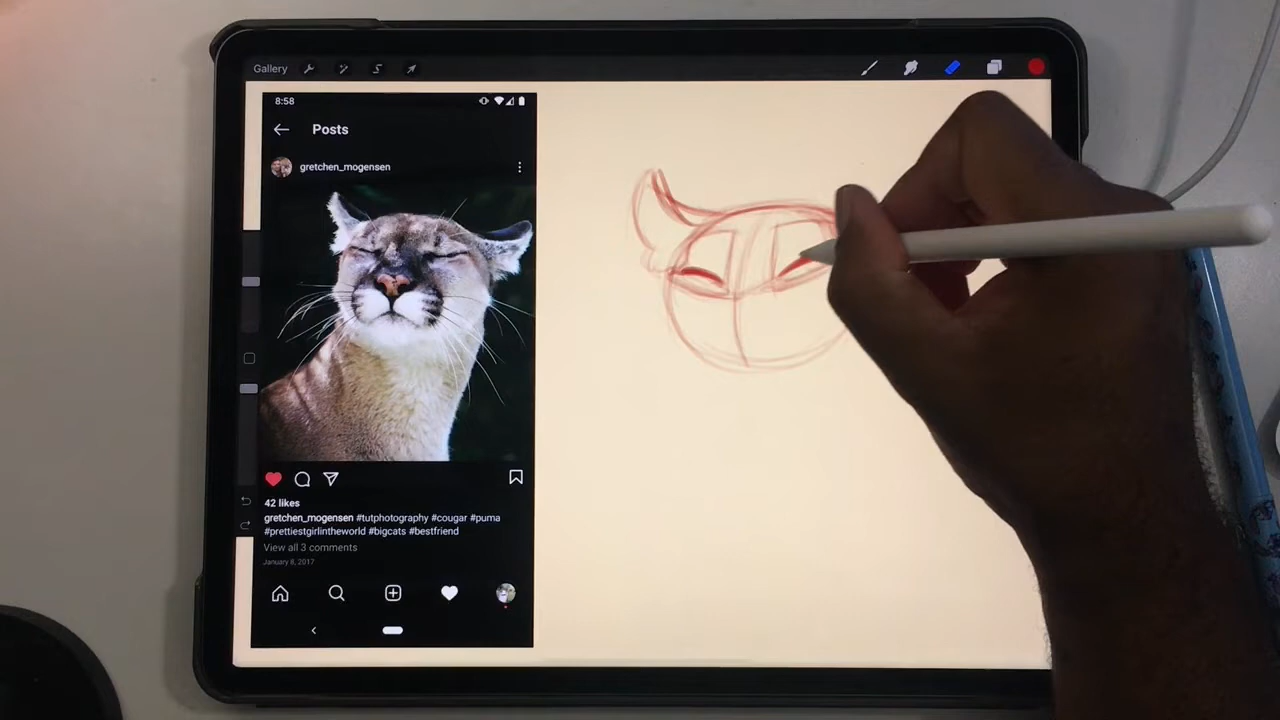 Gallery
8:58
Posts
gretchen_mogensen
42 likes
gretchen_mogensen #tutphotography #cougar #puma
#prettiestgirlintheworld #bigcats #bestfriend
View all 3 comments
January 8, 2017